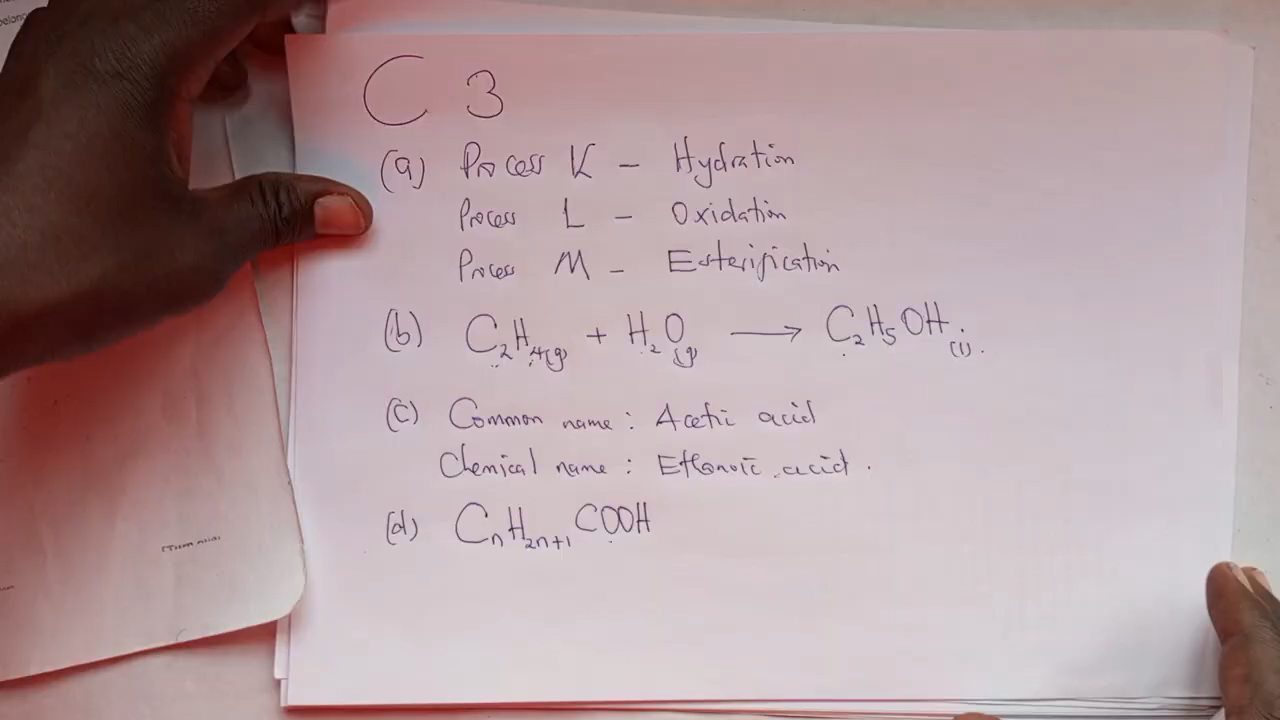 belong
C 3
(a) Process K – Hydration
Process L – Oxidation
Process M – Esterification
(b) C₂H₄(g) + H₂O(g) ⟶ C₂H₅OH(l).
(c) Common name : Acetic acid
Chemical name : Ethanoic acid.
(d) CₙH₂ₙ₊₁COOH